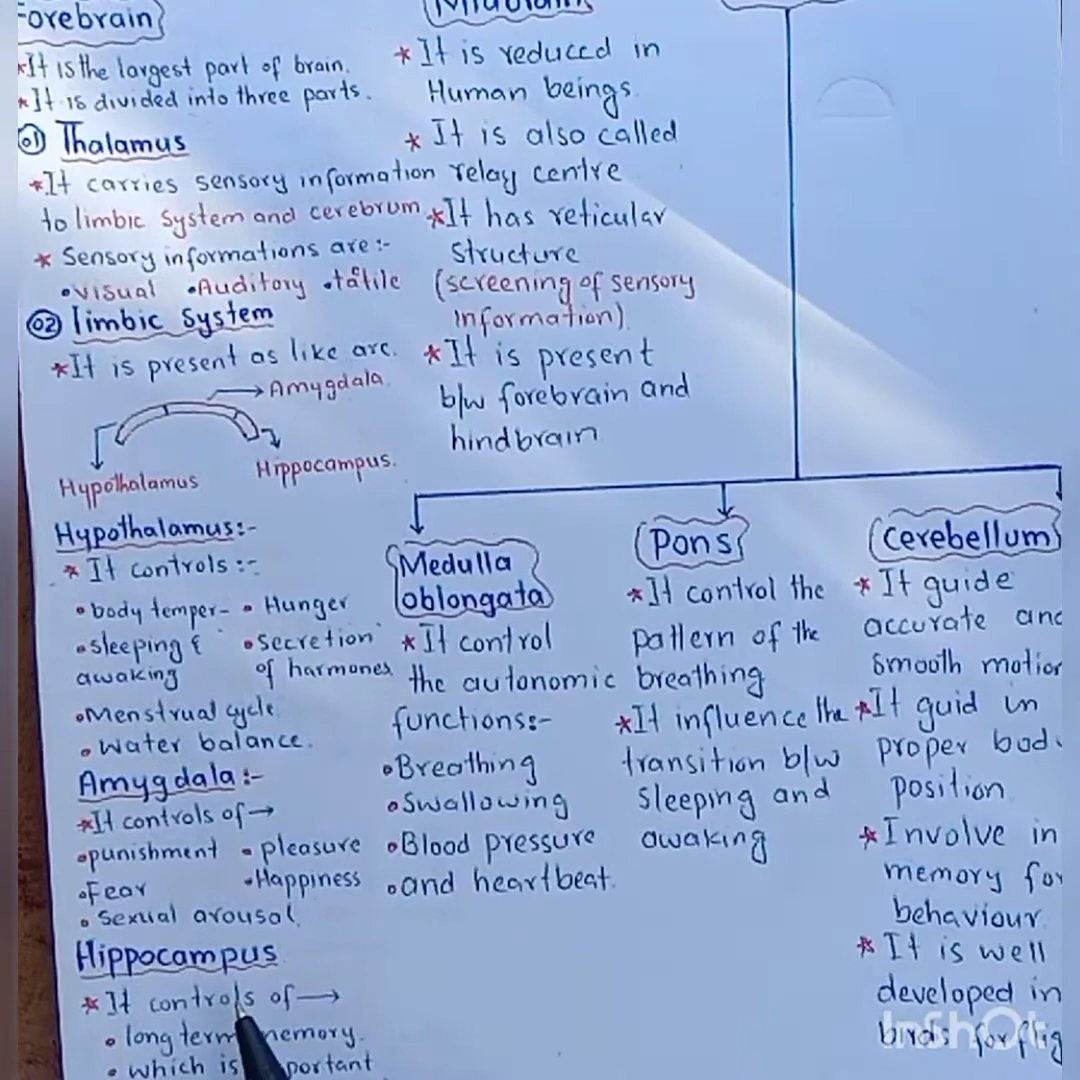 Forebrain
*It is the largest part of brain.
*It is divided into three parts.
01 Thalamus
*It carries sensory information
to limbic System and cerebrum
* Sensory informations are:-
•visual •Auditory •tactile
02 limbic System
*It is present as like arc.
Amygdala
Hypothalamus
Hippocampus.
Hypothalamus:-
* It controls:-
•body temper- • Hunger
•sleeping & •secretion
awaking of harmones
•Menstrual cycle
•water balance.
Amygdala:-
*It controls of→
•punishment •pleasure
•Fear •Happiness
•sexual arousal.
Hippocampus
* It controls of→
• long term memory.
• which is
Midbrain
* It is reduced in
Human beings
* It is also called
relay centre
*It has reticular
structure
(screening of sensory
information)
*It is present
b/w forebrain and
hindbrain
Medulla
oblongata
*It control
the autonomic
functions:-
•Breathing
•Swallowing
•Blood pressure
•and heartbeat.
Pons
*It control the
pattern of the
breathing
*It influence the
transition b/w
sleeping and
awaking
Cerebellum
*It guide
accurate and
smooth motion
*It guid in
proper body
position
*Involve in
memory for
behaviour
*It is well
developed in
birds for flig
InShOt